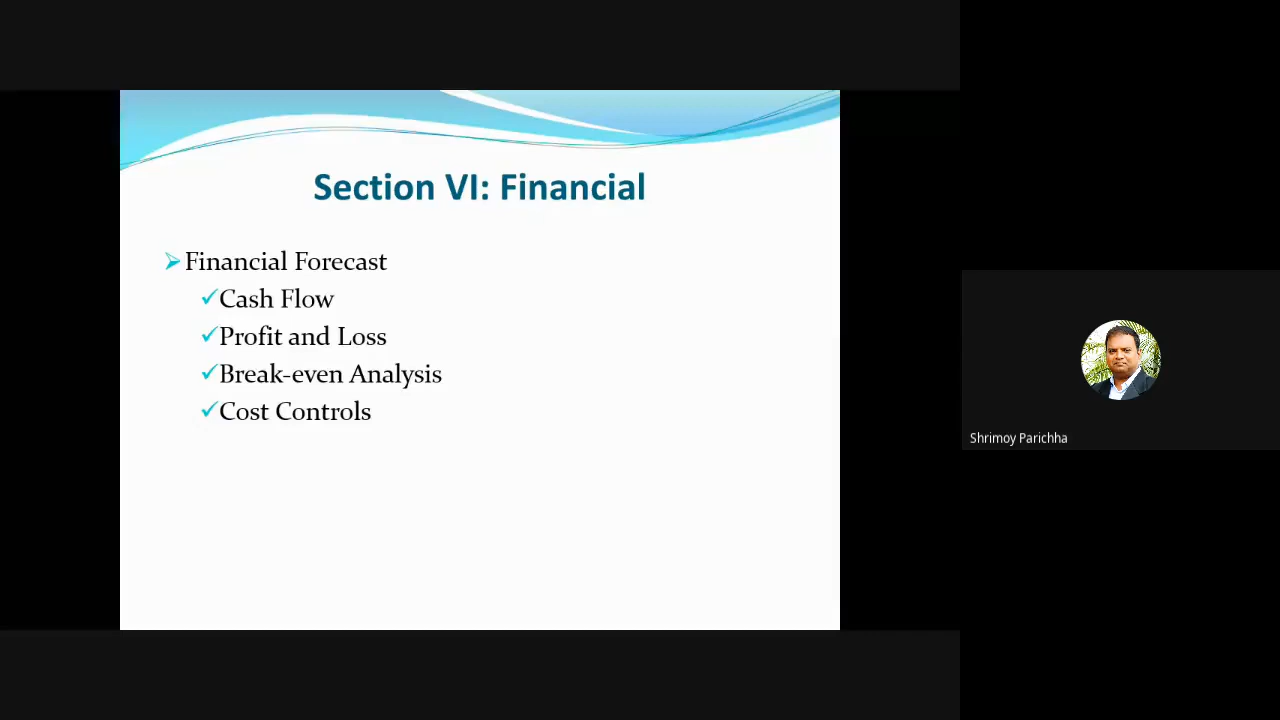 Section VI: Financial
Financial Forecast
Cash Flow
Profit and Loss
Break-even Analysis
Cost Controls
Shrimoy Parichha